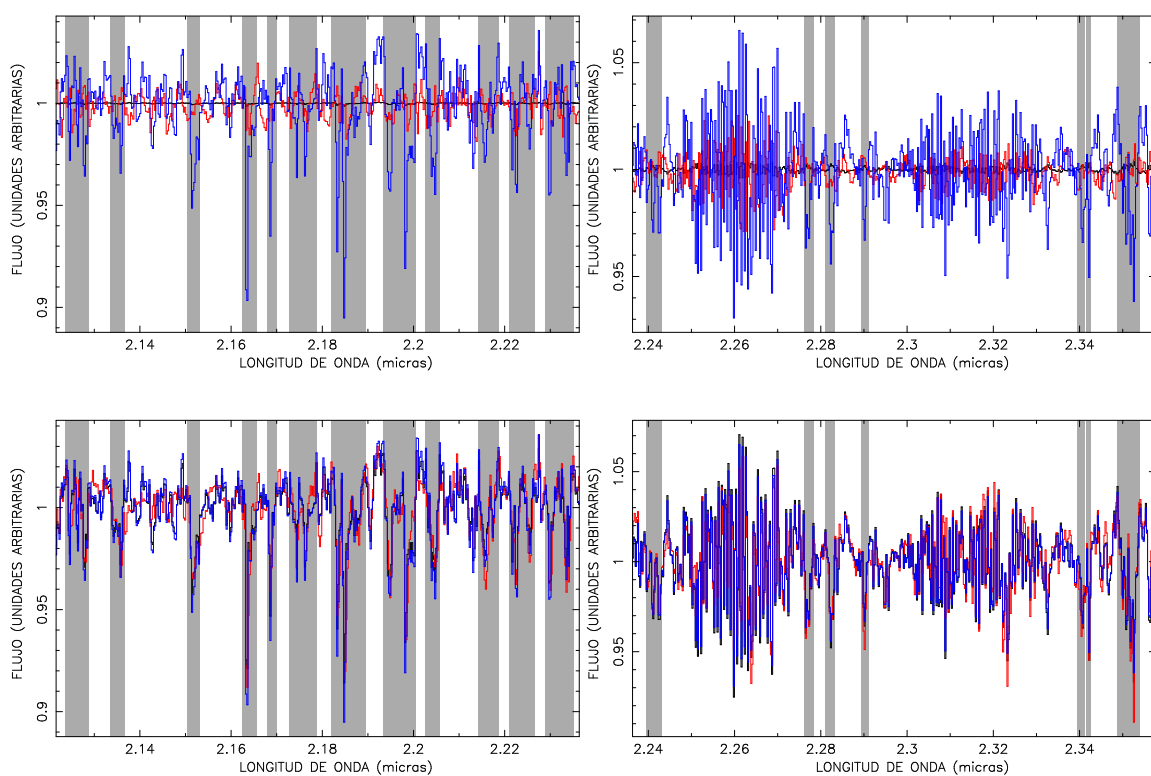 FLUJO (UNIDADES ARBITRARIAS)
1
0.95
0.9
2.14 2.16 2.18 2.2 2.22
LONGITUD DE ONDA (micras)
FLUJO (UNIDADES ARBITRARIAS)
1.05
1
0.95
2.24 2.26 2.28 2.3 2.32 2.34
LONGITUD DE ONDA (micras)
FLUJO (UNIDADES ARBITRARIAS)
1
0.95
0.9
2.14 2.16 2.18 2.2 2.22
LONGITUD DE ONDA (micras)
FLUJO (UNIDADES ARBITRARIAS)
1.05
1
0.95
2.24 2.26 2.28 2.3 2.32 2.34
LONGITUD DE ONDA (micras)